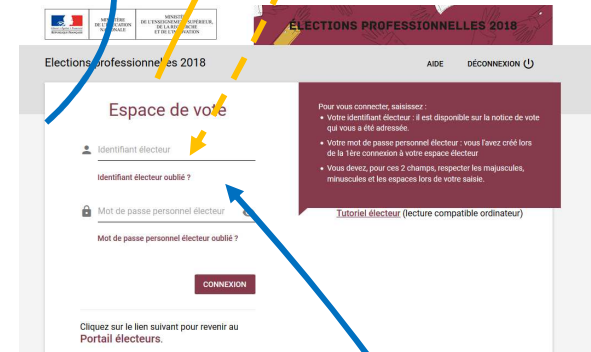 MINISTÈRE
DE L'ÉDUCATION
NATIONALE
MINISTÈRE
DE L'ENSEIGNEMENT SUPÉRIEUR,
DE LA RECHERCHE
ET DE L'INNOVATION
ÉLECTIONS PROFESSIONNELLES 2018
Elections professionnelles 2018
AIDE
DÉCONNEXION
Espace de vote
Identifiant électeur
Identifiant électeur oublié ?
Mot de passe personnel électeur
Mot de passe personnel électeur oublié ?
CONNEXION
Cliquez sur le lien suivant pour revenir au
Portail électeurs.
Pour vous connecter, saisissez :
• Votre identifiant électeur : il est disponible sur la notice de vote
qui vous a été adressée.
• Votre mot de passe personnel électeur : vous l'avez créé lors
de la 1ère connexion à votre espace électeur
• Vous devez, pour ces 2 champs, respecter les majuscules,
minuscules et les espaces lors de votre saisie.
Tutoriel électeur (lecture compatible ordinateur)